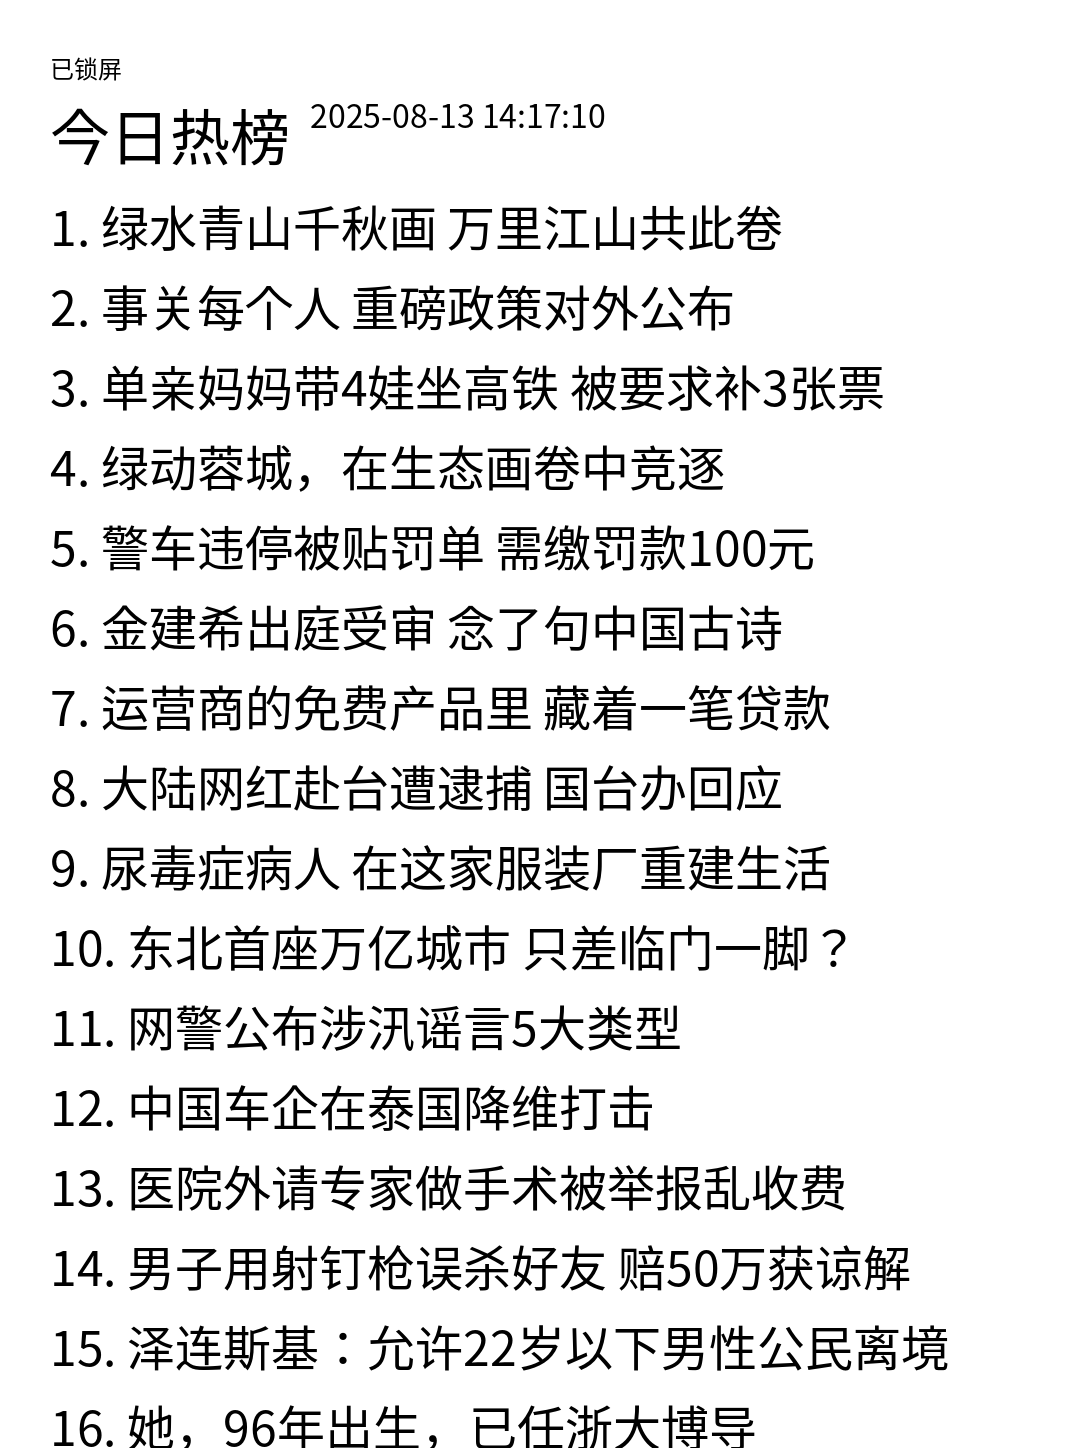 已锁屏
今日热榜 2025-08-13 14:17:10
1. 绿水青山千秋画 万里江山共此卷
2. 事关每个人 重磅政策对外公布
3. 单亲妈妈带4娃坐高铁 被要求补3张票
4. 绿动蓉城，在生态画卷中竞逐
5. 警车违停被贴罚单 需缴罚款100元
6. 金建希出庭受审 念了句中国古诗
7. 运营商的免费产品里 藏着一笔贷款
8. 大陆网红赴台遭逮捕 国台办回应
9. 尿毒症病人 在这家服装厂重建生活
10. 东北首座万亿城市 只差临门一脚？
11. 网警公布涉汛谣言5大类型
12. 中国车企在泰国降维打击
13. 医院外请专家做手术被举报乱收费
14. 男子用射钉枪误杀好友 赔50万获谅解
15. 泽连斯基：允许22岁以下男性公民离境
16. 她，96年出生，已任浙大博导